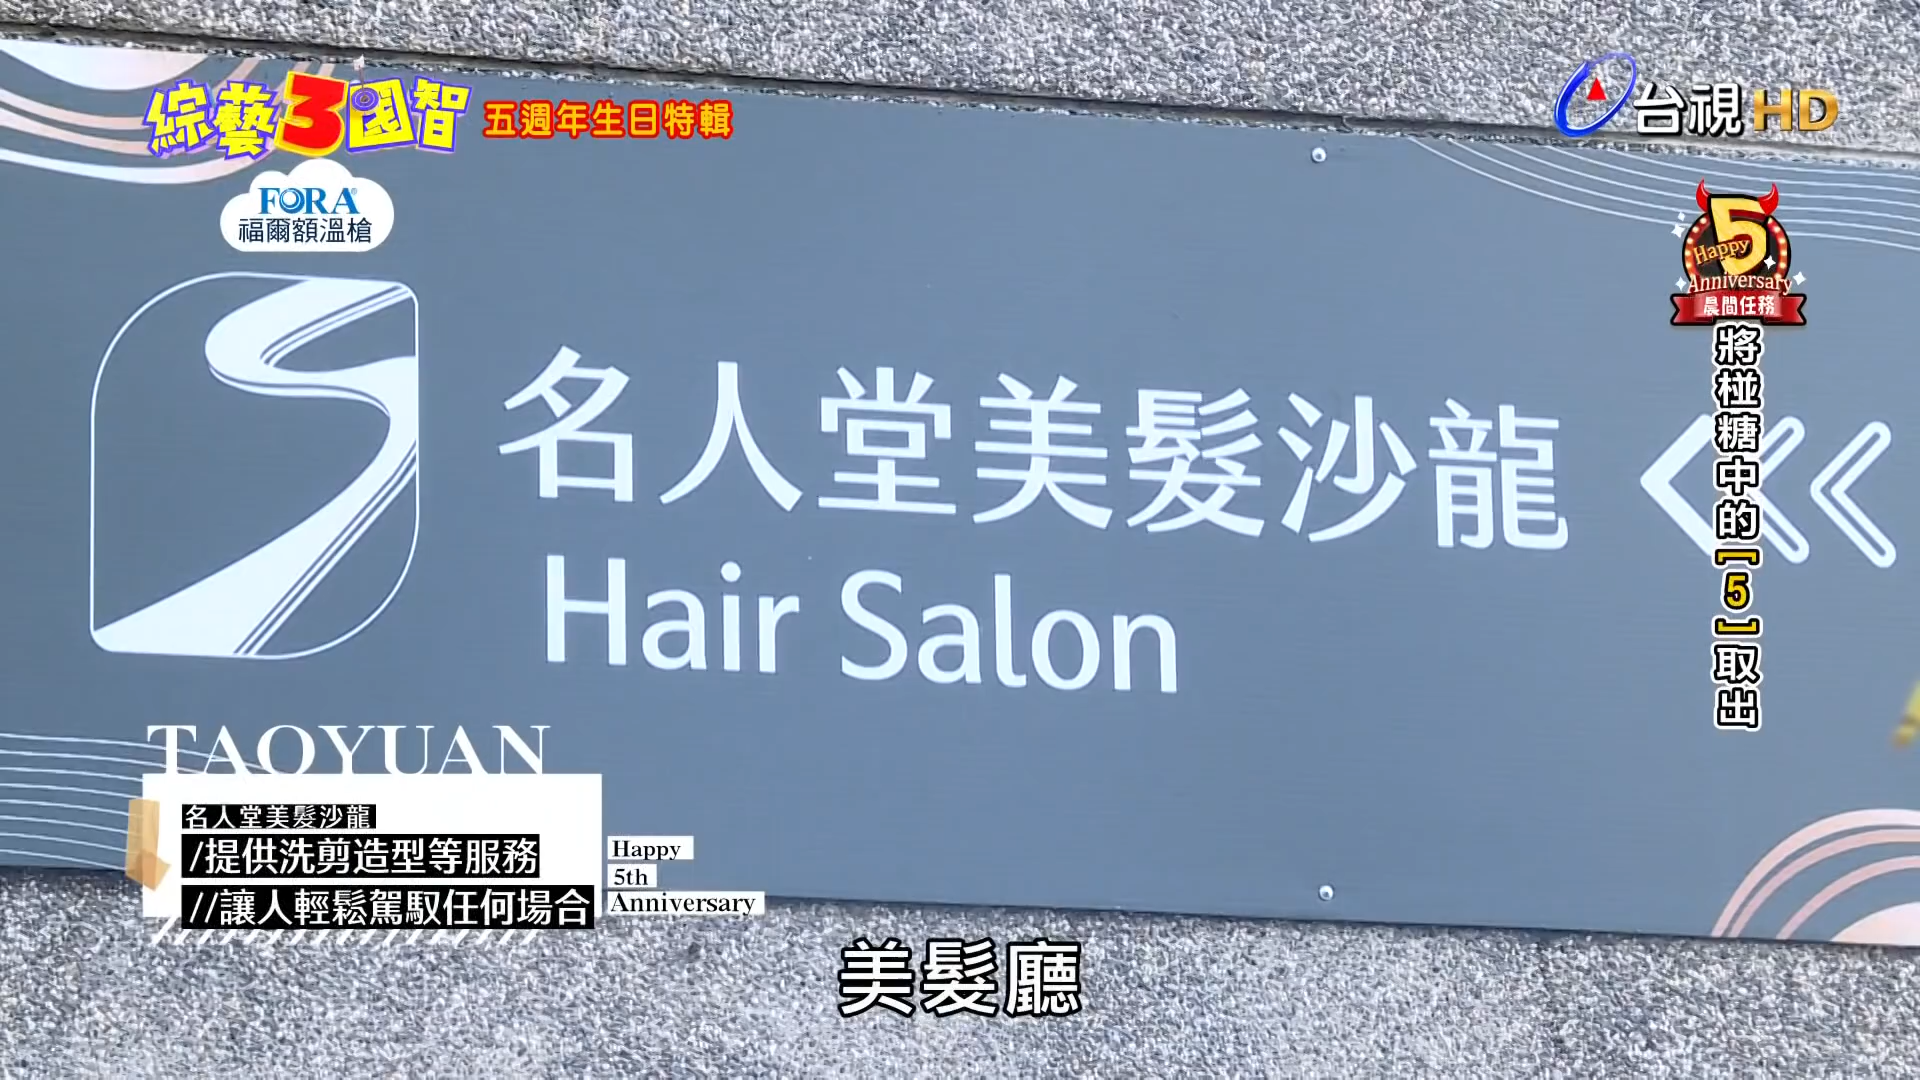 綜藝3國智 五週年生日特輯
台視 HD
FORA
福爾額溫槍
5
Happy
Anniversary
晨間任務
將椪糖中的[5]取出
名人堂美髮沙龍
Hair Salon
TAOYUAN
名人堂美髮沙龍
/提供洗剪造型等服務
//讓人輕鬆駕馭任何場合
Happy
5th
Anniversary
美髮廳